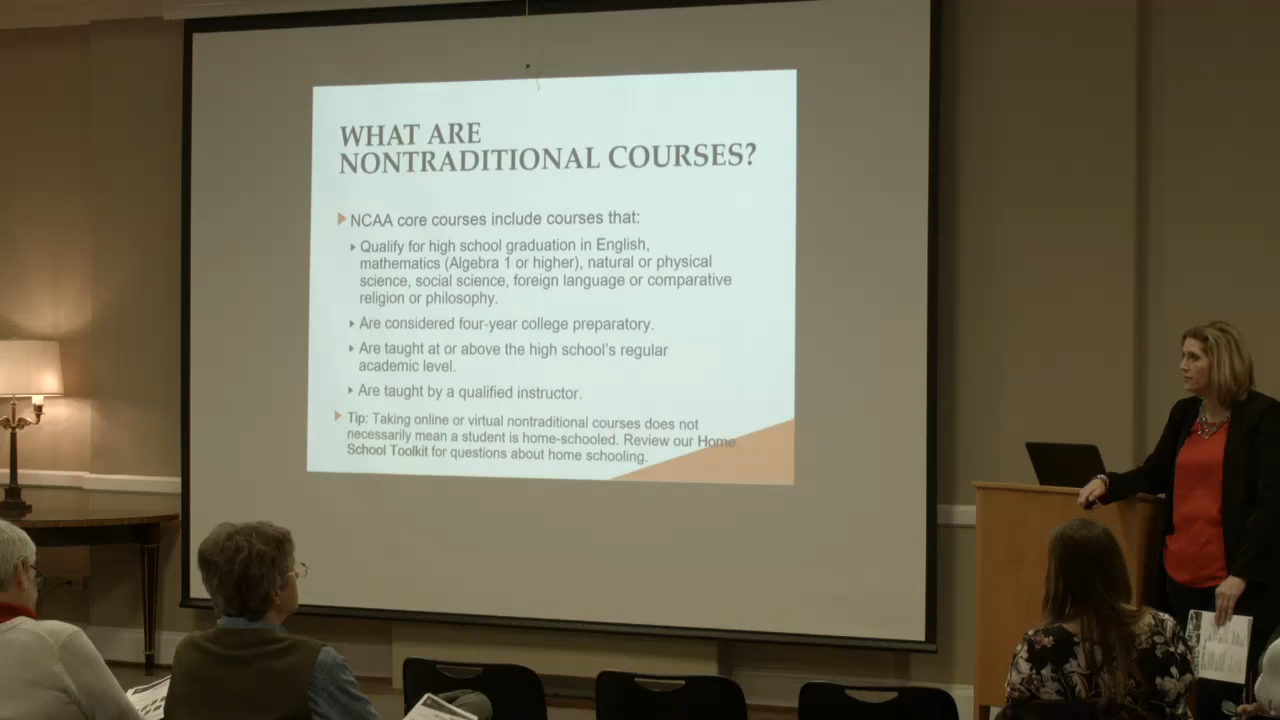 WHAT ARE
NONTRADITIONAL COURSES?
NCAA core courses include courses that:
Qualify for high school graduation in English,
mathematics (Algebra 1 or higher), natural or physical
science, social science, foreign language or comparative
religion or philosophy.
Are considered four-year college preparatory.
Are taught at or above the high school's regular
academic level.
Are taught by a qualified instructor.
Tip: Taking online or virtual nontraditional courses does not
necessarily mean a student is home-schooled. Review our Home
School Toolkit for questions about home schooling.